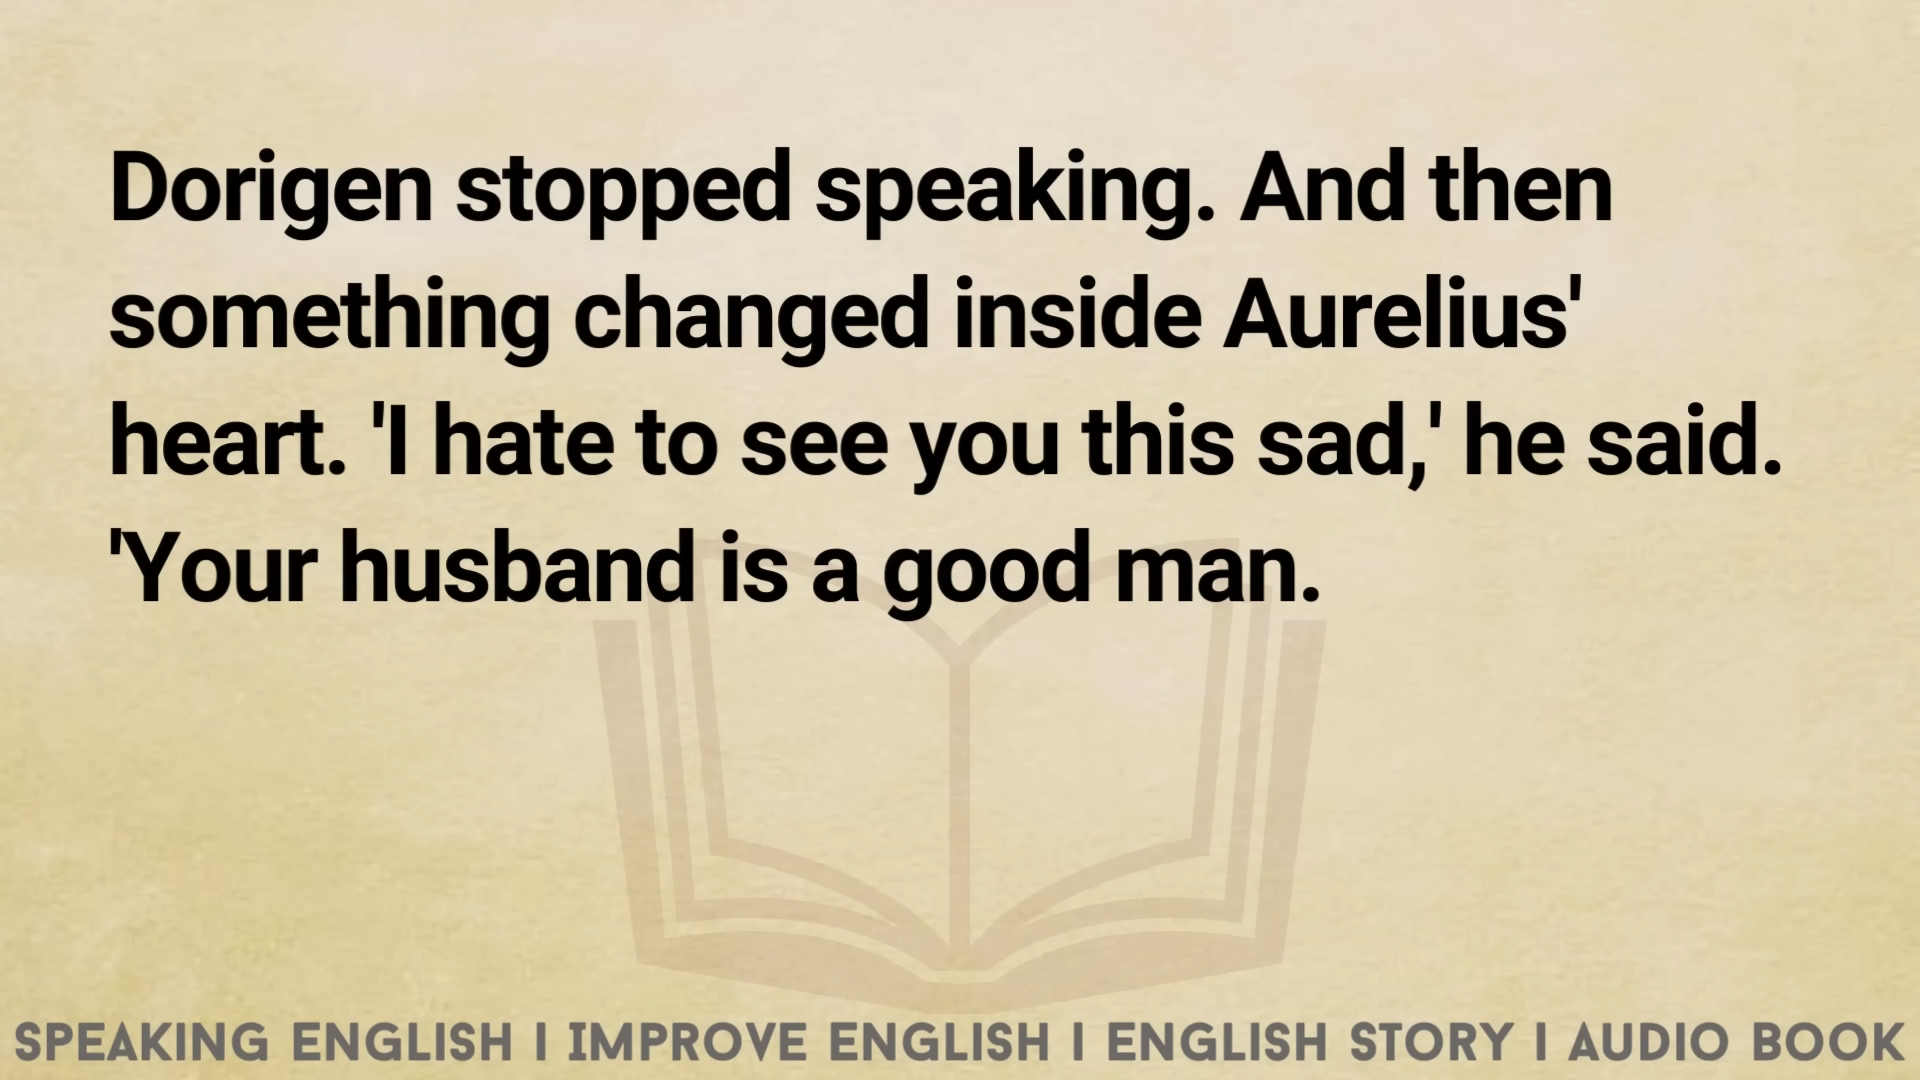 Dorigen stopped speaking. And then
something changed inside Aurelius'
heart. 'I hate to see you this sad,' he said.
'Your husband is a good man.
SPEAKING ENGLISH I IMPROVE ENGLISH I ENGLISH STORY I AUDIO BOOK